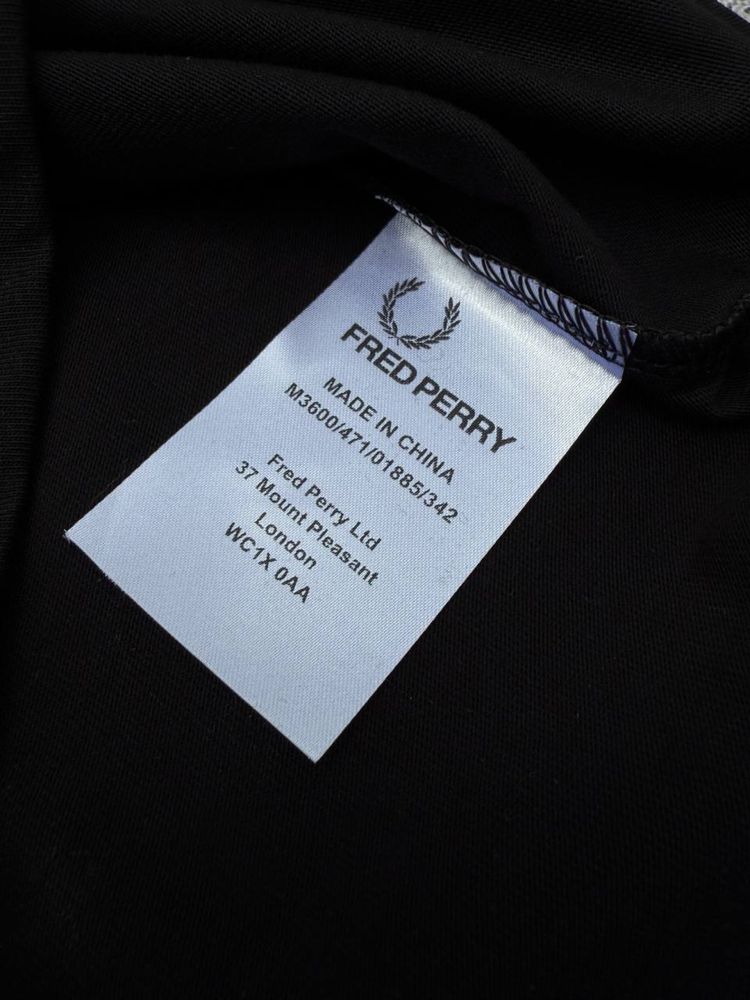 FRED PERRY
MADE IN CHINA
M3600/471/01885/342
Fred Perry Ltd
37 Mount Pleasant
London
WC1X 0AA